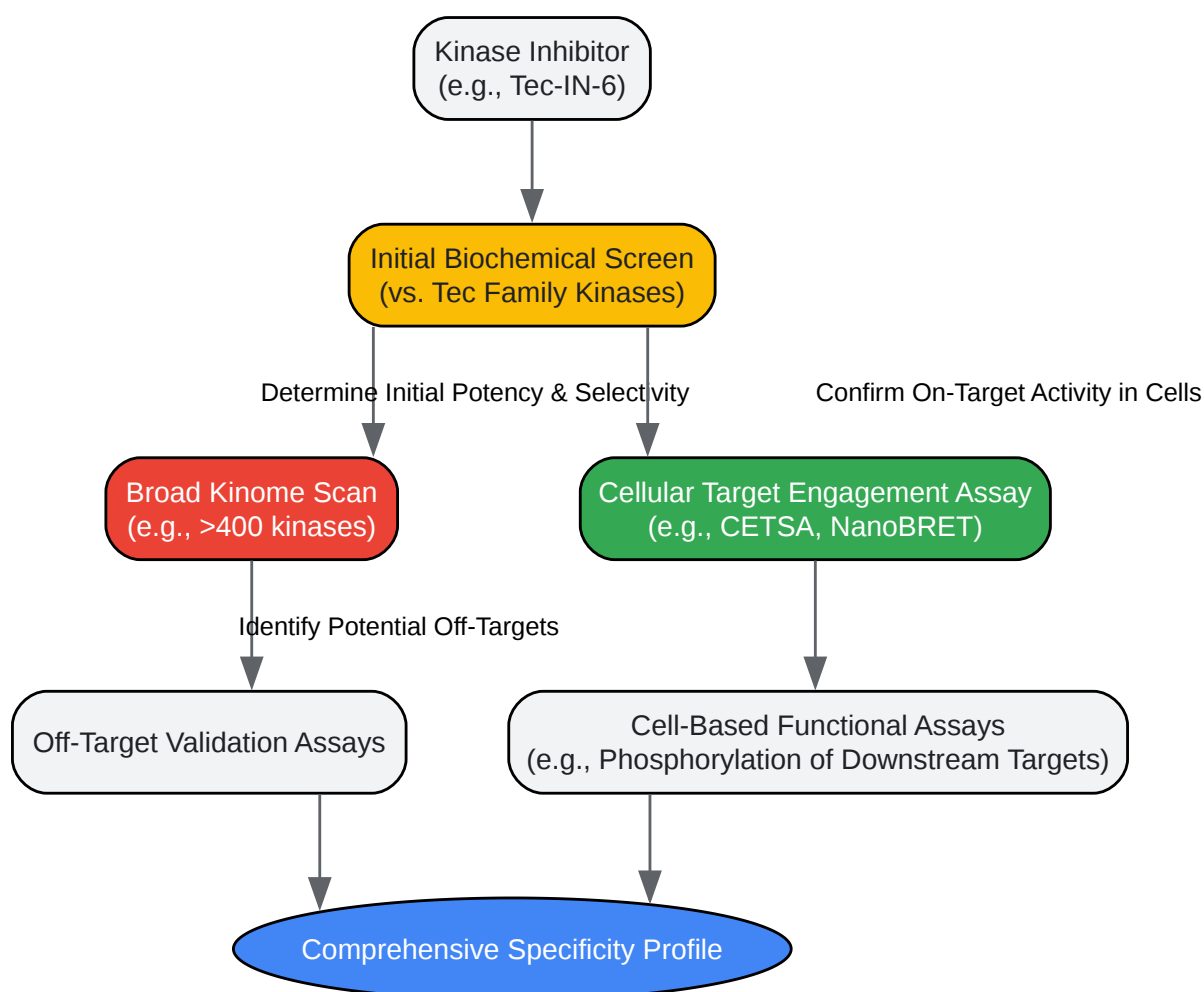 Kinase Inhibitor
(e.g., Tec-IN-6)
Initial Biochemical Screen
(vs. Tec Family Kinases)
Determine Initial Potency & Selectivity
Confirm On-Target Activity in Cells
Broad Kinome Scan
(e.g., >400 kinases)
Cellular Target Engagement Assay
(e.g., CETSA, NanoBRET)
Identify Potential Off-Targets
Off-Target Validation Assays
Cell-Based Functional Assays
(e.g., Phosphorylation of Downstream Targets)
Comprehensive Specificity Profile